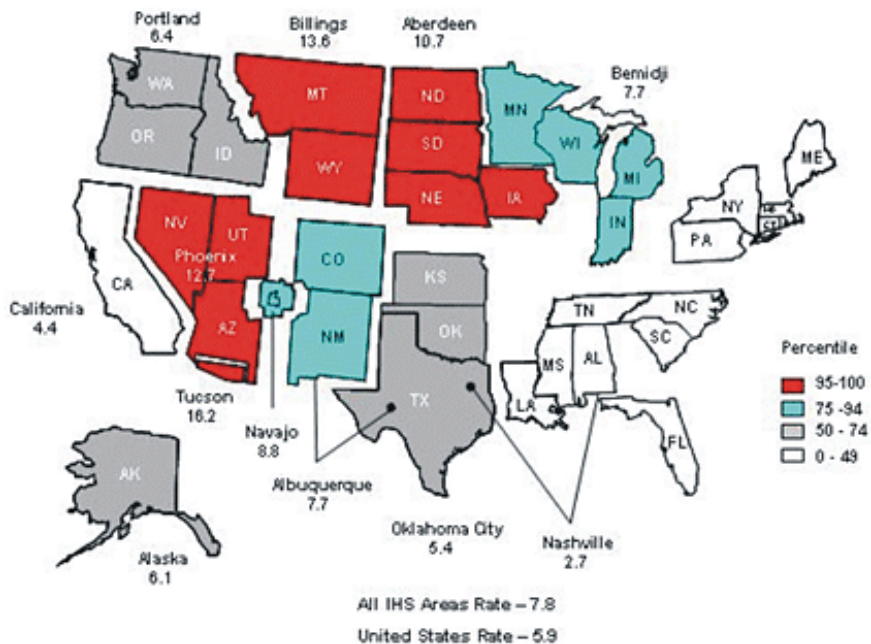 Portland
6.4
Billings
13.6
Aberdeen
10.7
Bemidji
7.7
WA
OR
ID
MT
WY
ND
SD
NE
IA
MN
WI
MI
IN
ME
NY
PA
NV
UT
Phoenix
12.7
AZ
CA
California
4.4
CO
NM
KS
OK
TX
TN
NC
SC
MS
AL
LA
FL
Tucson
16.2
Navajo
8.8
Albuquerque
7.7
Oklahoma City
5.4
Nashville
2.7
AK
Alaska
6.1
Percentile
95-100
75 -94
50 - 74
0 - 49
All IHS Areas Rate – 7.8
United States Rate – 5.9